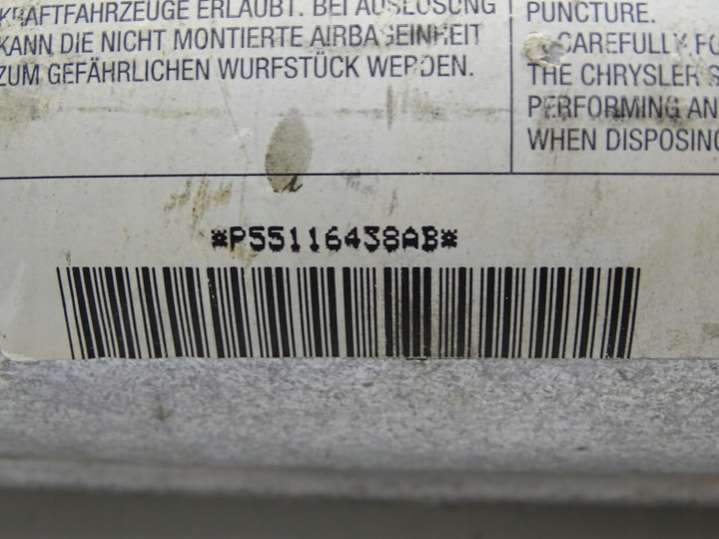 KRAFTFAHRZEUGE ERLAUBT. BEI AUSLÖSUNG
KANN DIE NICHT MONTIERTE AIRBAGEINHEIT
ZUM GEFÄHRLICHEN WURFSTÜCK WERDEN.
PUNCTURE.
CAREFULLY FO
THE CHRYSLER S
PERFORMING AN
WHEN DISPOSING
*P55116438AB*